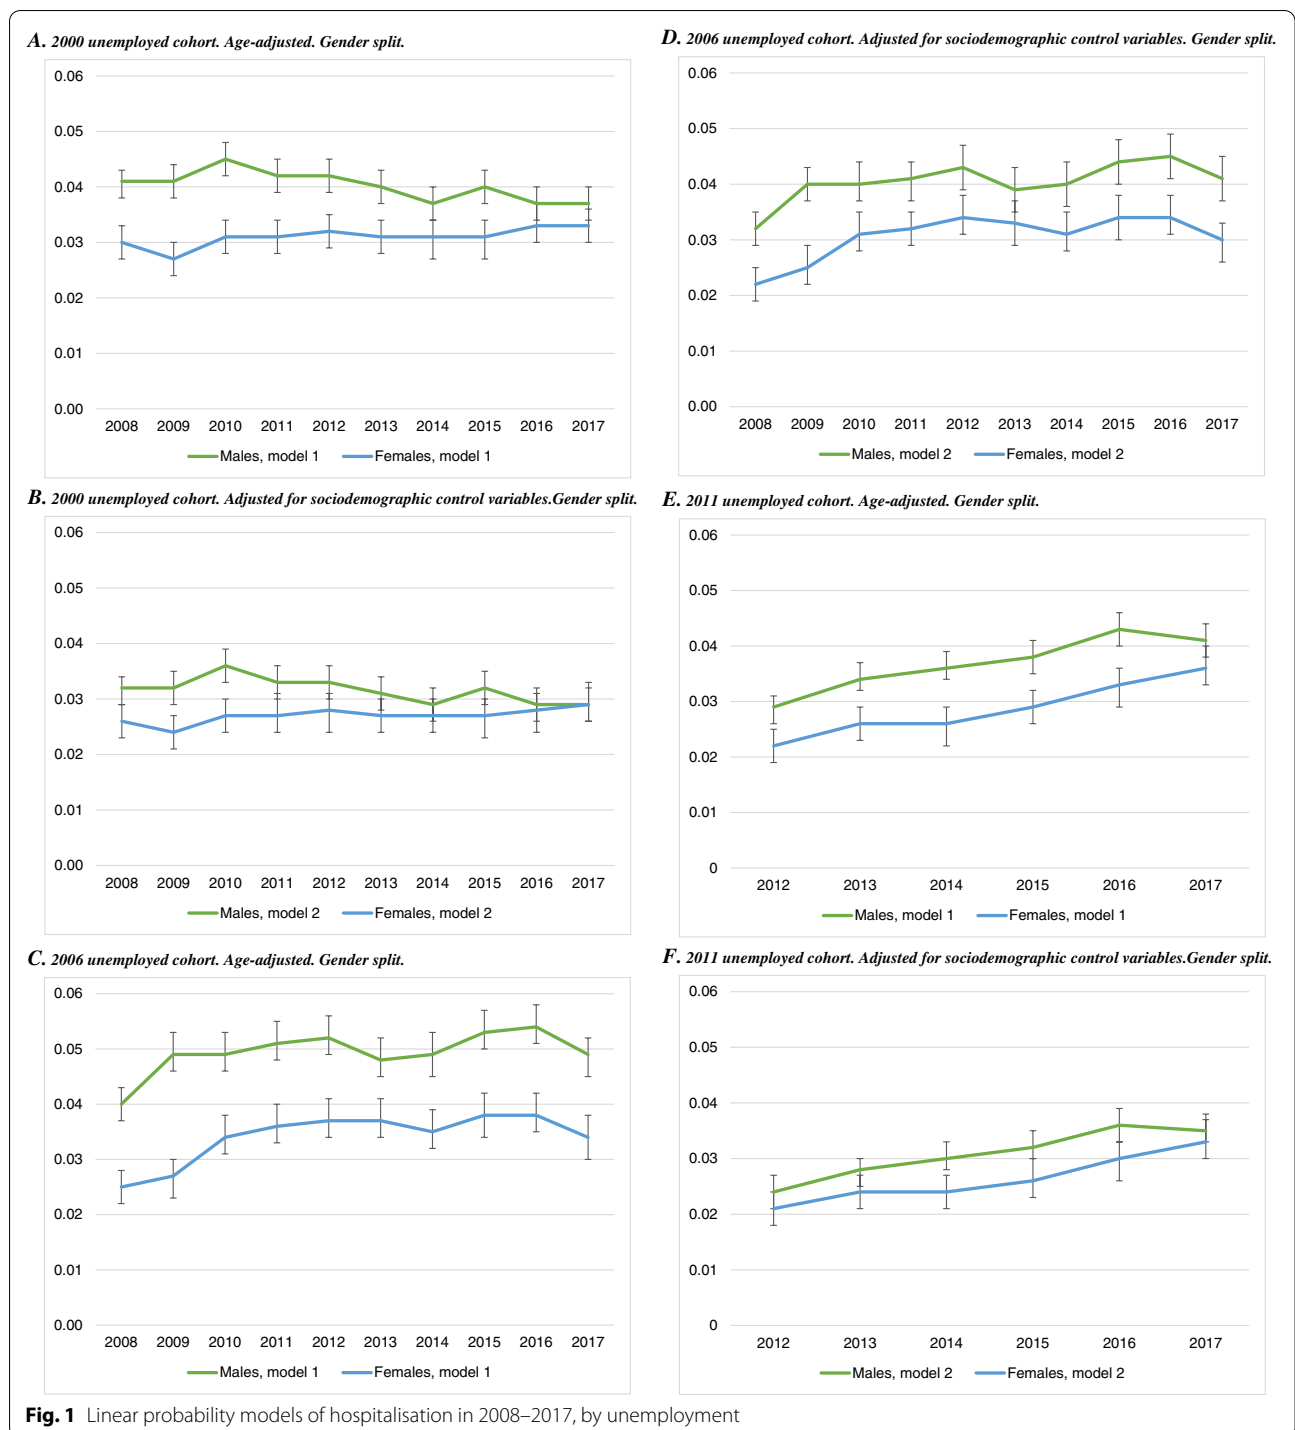 A. 2000 unemployed cohort. Age-adjusted. Gender split.
0.06
0.05
0.04
0.03
0.02
0.01
0.00
2008 2009 2010 2011 2012 2013 2014 2015 2016 2017
Males, model 1 Females, model 1
B. 2000 unemployed cohort. Adjusted for sociodemographic control variables.Gender split.
0.06
0.05
0.04
0.03
0.02
0.01
0.00
2008 2009 2010 2011 2012 2013 2014 2015 2016 2017
Males, model 2 Females, model 2
C. 2006 unemployed cohort. Age-adjusted. Gender split.
0.06
0.05
0.04
0.03
0.02
0.01
0.00
2008 2009 2010 2011 2012 2013 2014 2015 2016 2017
Males, model 1 Females, model 1
D. 2006 unemployed cohort. Adjusted for sociodemographic control variables. Gender split.
0.06
0.05
0.04
0.03
0.02
0.01
0.00
2008 2009 2010 2011 2012 2013 2014 2015 2016 2017
Males, model 2 Females, model 2
E. 2011 unemployed cohort. Age-adjusted. Gender split.
0.06
0.05
0.04
0.03
0.02
0.01
0
2012 2013 2014 2015 2016 2017
Males, model 1 Females, model 1
F. 2011 unemployed cohort. Adjusted for sociodemographic control variables.Gender split.
0.06
0.05
0.04
0.03
0.02
0.01
0
2012 2013 2014 2015 2016 2017
Males, model 2 Females, model 2
Fig. 1 Linear probability models of hospitalisation in 2008–2017, by unemployment